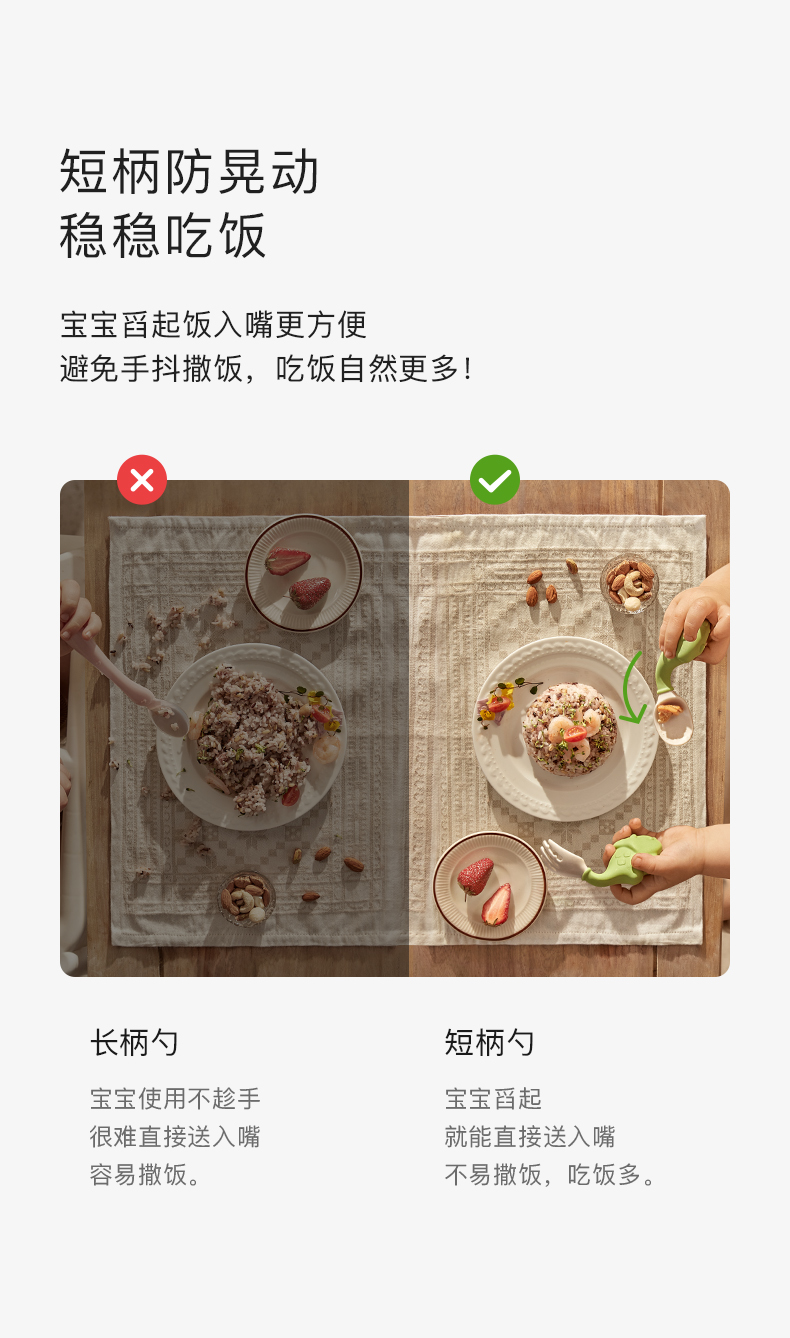 短柄防晃动
稳稳吃饭
宝宝舀起饭入嘴更方便
避免手抖撒饭，吃饭自然更多！
长柄勺
宝宝使用不趁手
很难直接送入嘴
容易撒饭。
短柄勺
宝宝舀起
就能直接送入嘴
不易撒饭，吃饭多。